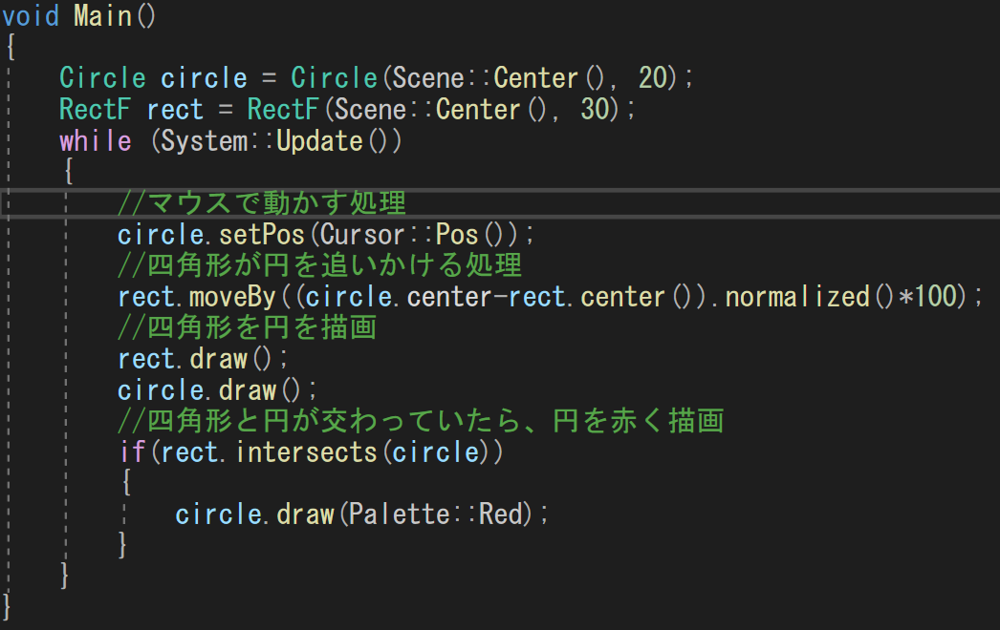 void Main()
{
    Circle circle = Circle(Scene::Center(), 20);
    RectF rect = RectF(Scene::Center(), 30);
    while (System::Update())
    {
        //マウスで動かす処理
        circle.setPos(Cursor::Pos());
        //四角形が円を追いかける処理
        rect.moveBy((circle.center-rect.center()).normalized()*100);
        //四角形を円を描画
        rect.draw();
        circle.draw();
        //四角形と円が交わっていたら、円を赤く描画
        if(rect.intersects(circle))
        {
            circle.draw(Palette::Red);
        }
    }
}